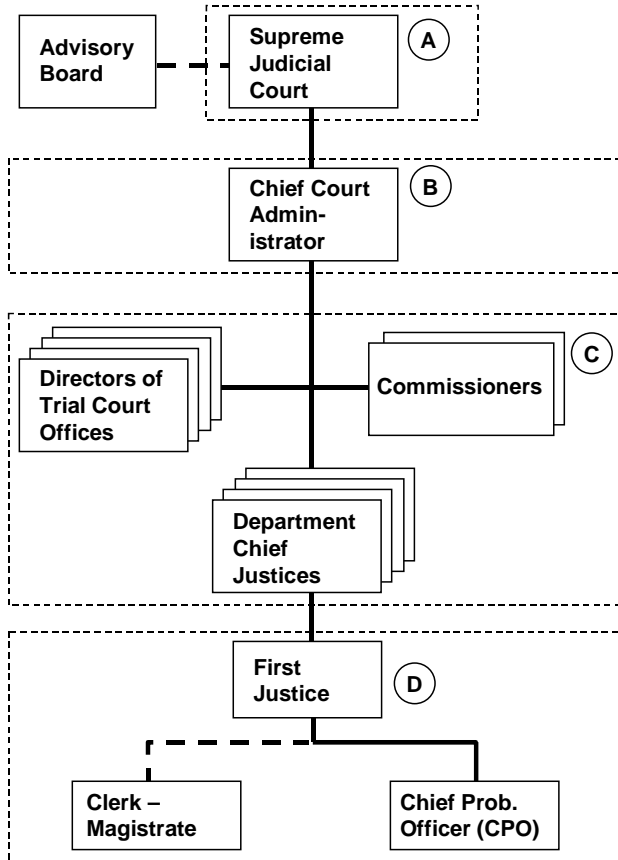 Advisory
Board
Supreme
Judicial
Court
A
Chief Court
Admin-
istrator
B
Directors of
Trial Court
Offices
Commissioners
C
Department
Chief
Justices
First
Justice
D
Clerk –
Magistrate
Chief Prob.
Officer (CPO)